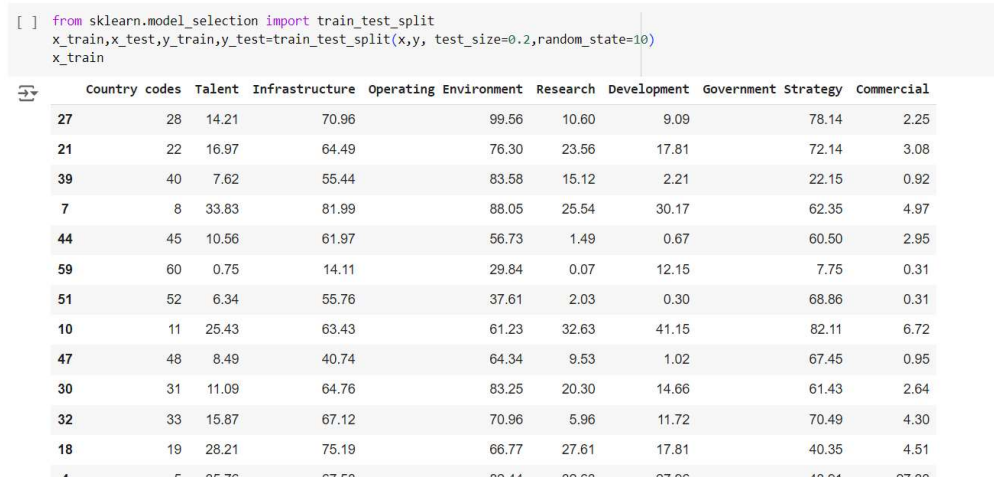 [ ] from sklearn.model_selection import train_test_split
x_train,x_test,y_train,y_test=train_test_split(x,y, test_size=0.2,random_state=10)
x_train
Country codes Talent Infrastructure Operating Environment Research Development Government Strategy Commercial
27 28 14.21 70.96 99.56 10.60 9.09 78.14 2.25
21 22 16.97 64.49 76.30 23.56 17.81 72.14 3.08
39 40 7.62 55.44 83.58 15.12 2.21 22.15 0.92
7 8 33.83 81.99 88.05 25.54 30.17 62.35 4.97
44 45 10.56 61.97 56.73 1.49 0.67 60.50 2.95
59 60 0.75 14.11 29.84 0.07 12.15 7.75 0.31
51 52 6.34 55.76 37.61 2.03 0.30 68.86 0.31
10 11 25.43 63.43 61.23 32.63 41.15 82.11 6.72
47 48 8.49 40.74 64.34 9.53 1.02 67.45 0.95
30 31 11.09 64.76 83.25 20.30 14.66 61.43 2.64
32 33 15.87 67.12 70.96 5.96 11.72 70.49 4.30
18 19 28.21 75.19 66.77 27.61 17.81 40.35 4.51